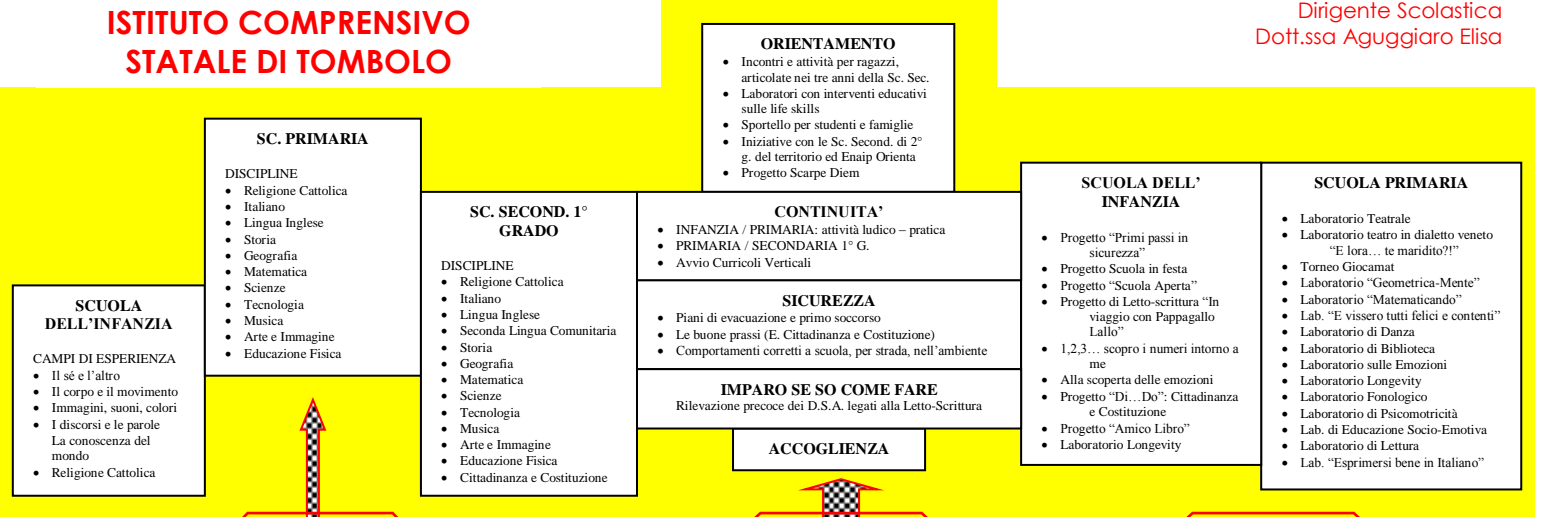 ISTITUTO COMPRENSIVO
STATALE DI TOMBOLO
Dirigente Scolastica
Dott.ssa Aguggiaro Elisa
SCUOLA
DELL’INFANZIA
CAMPI DI ESPERIENZA
• Il sé e l’altro
• Il corpo e il movimento
• Immagini, suoni, colori
• I discorsi e le parole
La conoscenza del
mondo
• Religione Cattolica
SC. PRIMARIA
DISCIPLINE
• Religione Cattolica
• Italiano
• Lingua Inglese
• Storia
• Geografia
• Matematica
• Scienze
• Tecnologia
• Musica
• Arte e Immagine
• Educazione Fisica
SC. SECOND. 1°
GRADO
DISCIPLINE
• Religione Cattolica
• Italiano
• Lingua Inglese
• Seconda Lingua Comunitaria
• Storia
• Geografia
• Matematica
• Scienze
• Tecnologia
• Musica
• Arte e Immagine
• Educazione Fisica
• Cittadinanza e Costituzione
ORIENTAMENTO
• Incontri e attività per ragazzi,
articolate nei tre anni della Sc. Sec.
• Laboratori con interventi educativi
sulle life skills
• Sportello per studenti e famiglie
• Iniziative con le Sc. Second. di 2°
g. del territorio ed Enaip Orienta
• Progetto Scarpe Diem
CONTINUITA’
• INFANZIA / PRIMARIA: attività ludico – pratica
• PRIMARIA / SECONDARIA 1° G.
• Avvio Curricoli Verticali
SICUREZZA
• Piani di evacuazione e primo soccorso
• Le buone prassi (E. Cittadinanza e Costituzione)
• Comportamenti corretti a scuola, per strada, nell’ambiente
IMPARO SE SO COME FARE
Rilevazione precoce dei D.S.A. legati alla Letto-Scrittura
ACCOGLIENZA
SCUOLA DELL’
INFANZIA
• Progetto “Primi passi in
sicurezza”
• Progetto Scuola in festa
• Progetto “Scuola Aperta”
• Progetto di Letto-scrittura “In
viaggio con Pappagallo
Lallo”
• 1,2,3… scopro i numeri intorno a
me
• Alla scoperta delle emozioni
• Progetto “Di…Do”: Cittadinanza
e Costituzione
• Progetto “Amico Libro”
• Laboratorio Longevity
SCUOLA PRIMARIA
• Laboratorio Teatrale
• Laboratorio teatro in dialetto veneto
“E lora… te maridito?!”
• Torneo Giocamat
• Laboratorio “Geometrica-Mente”
• Laboratorio “Matematicando”
• Lab. “E vissero tutti felici e contenti”
• Laboratorio di Danza
• Laboratorio di Biblioteca
• Laboratorio sulle Emozioni
• Laboratorio Longevity
• Laboratorio Fonologico
• Laboratorio di Psicomotricità
• Lab. di Educazione Socio-Emotiva
• Laboratorio di Lettura
• Lab. “Esprimersi bene in Italiano”